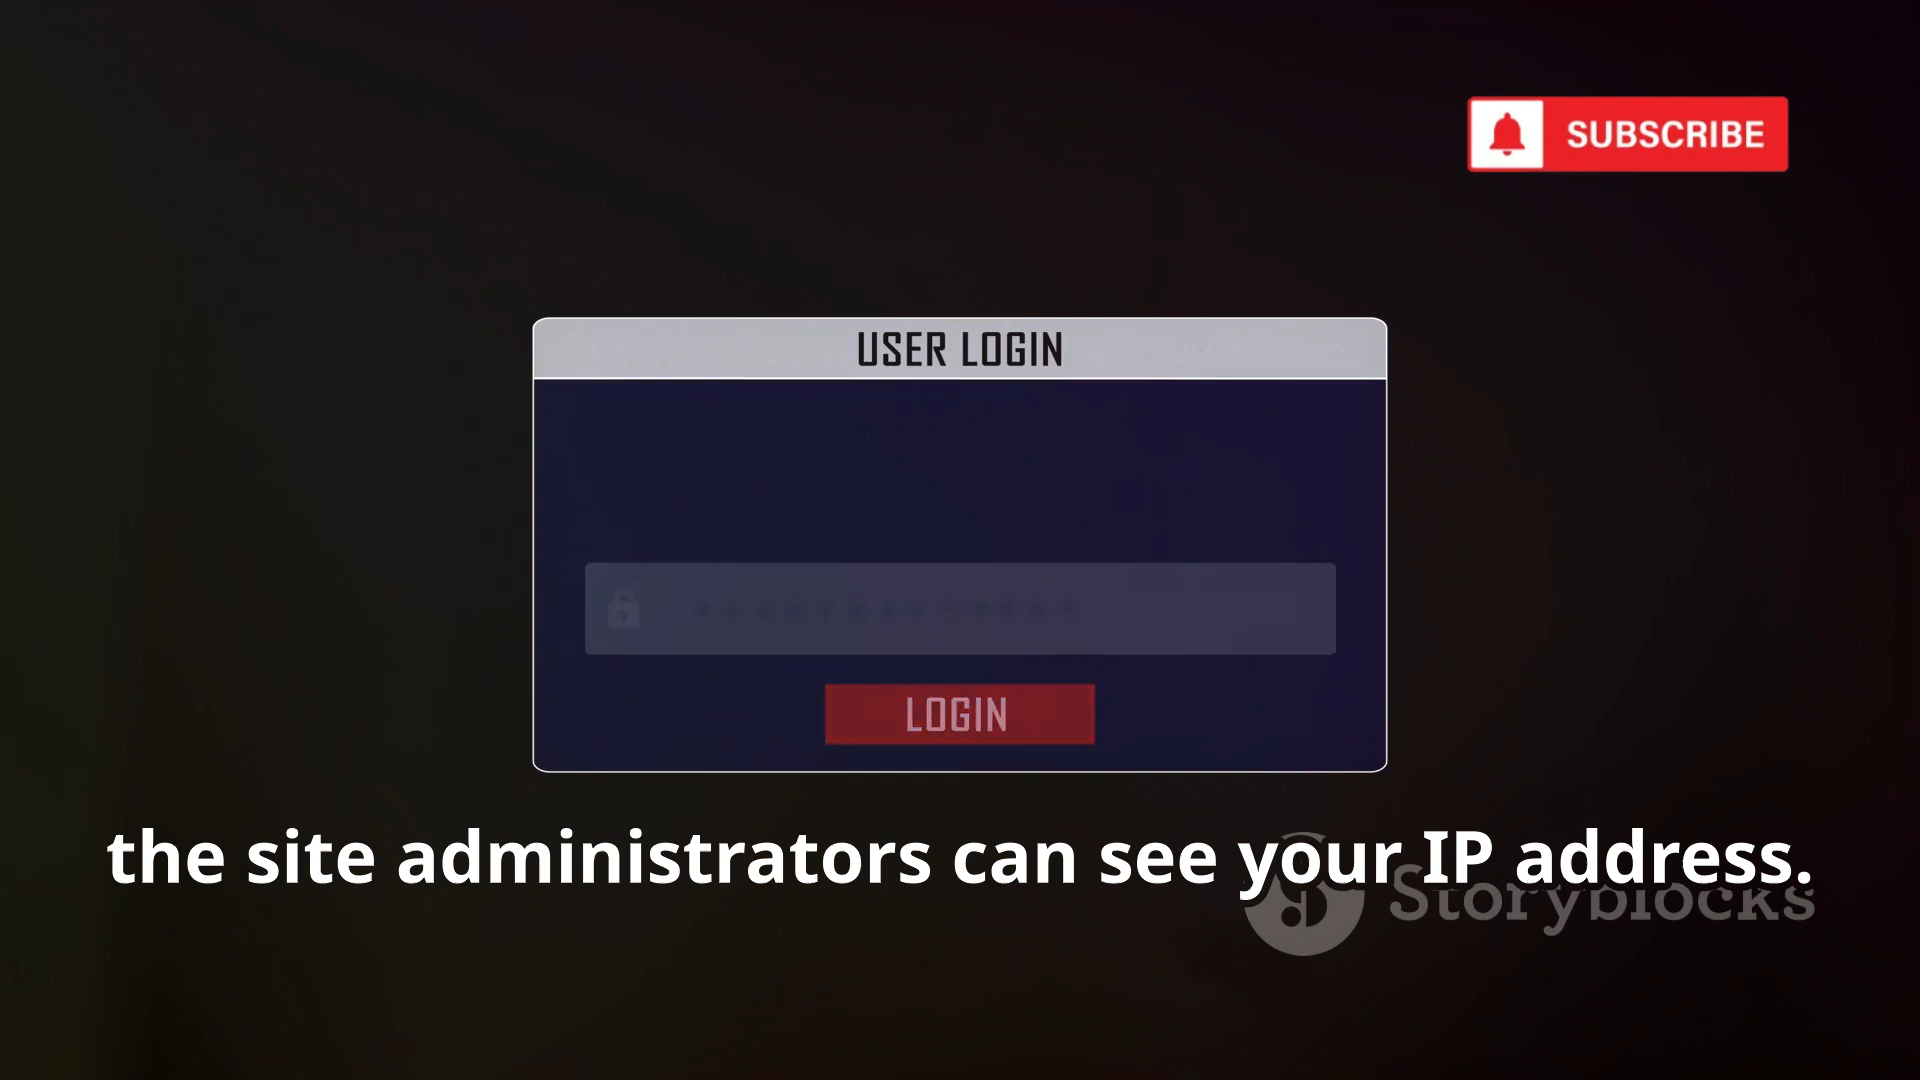 SUBSCRIBE
USER LOGIN
LOGIN
the site administrators can see your IP address.
Storyblocks